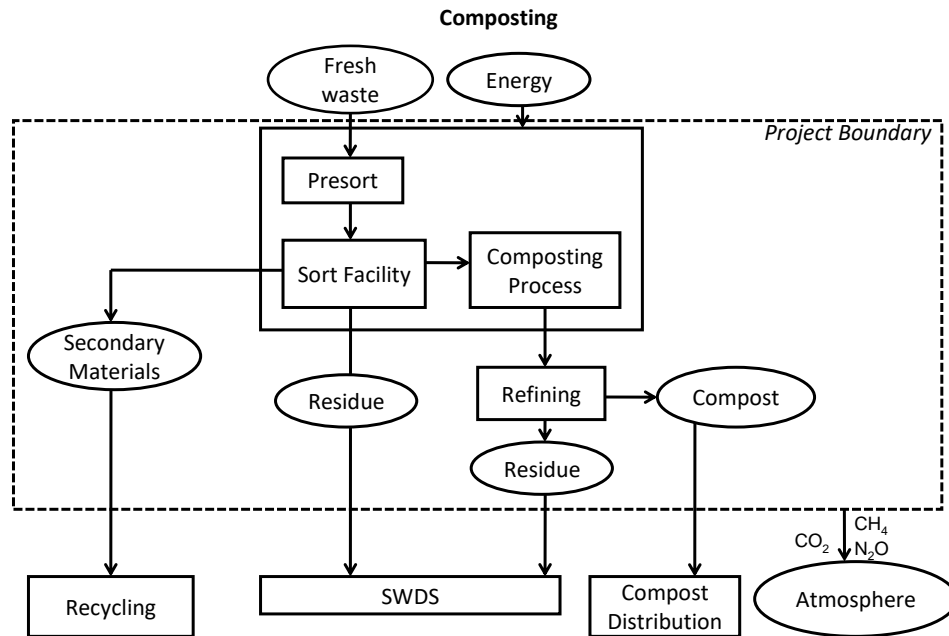 Composting
Fresh
waste
Energy
Project Boundary
Presort
Sort Facility
Composting
Process
Secondary
Materials
Residue
Refining
Compost
Residue
CO₂
CH₄
N₂O
Recycling
SWDS
Compost
Distribution
Atmosphere